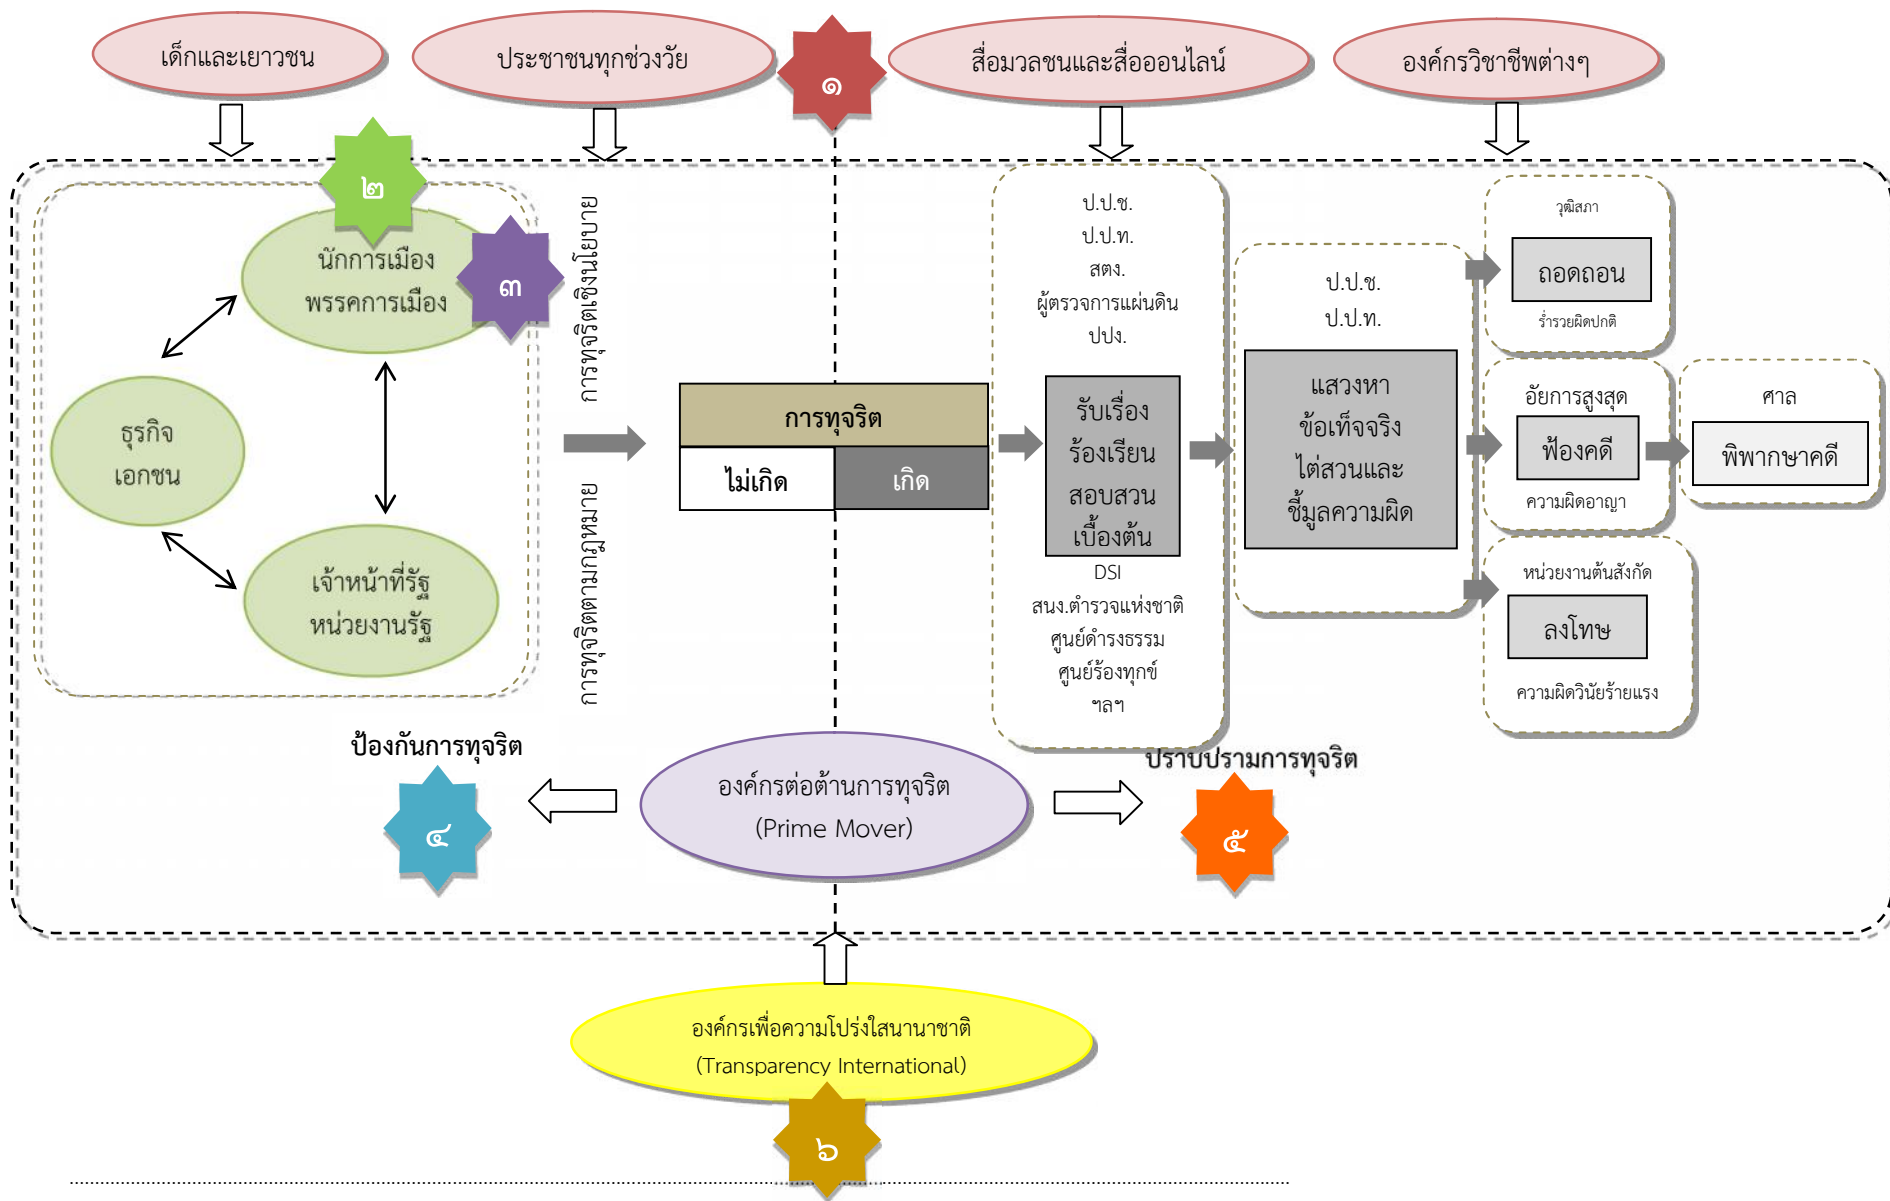 เด็กและเยาวชน
ประชาชนทุกช่วงวัย
๑
สื่อมวลชนและสื่อออนไลน์
องค์กรวิชาชีพต่างๆ
๒
นักการเมือง
พรรคการเมือง
๓
ธุรกิจ
เอกชน
เจ้าหน้าที่รัฐ
หน่วยงานรัฐ
การทุจริตเชิงนโยบาย
การทุจริตตามกฎหมาย
การทุจริต
ไม่เกิด
เกิด
ป.ป.ช.
ป.ป.ท.
สตง.
ผู้ตรวจการแผ่นดิน
ปปง.
รับเรื่อง
ร้องเรียน
สอบสวน
เบื้องต้น
DSI
สนง.ตำรวจแห่งชาติ
ศูนย์ดำรงธรรม
ศูนย์ร้องทุกข์
ฯลฯ
ป.ป.ช.
ป.ป.ท.
แสวงหา
ข้อเท็จจริง
ไต่สวนและ
ชี้มูลความผิด
วุฒิสภา
ถอดถอน
ร่ำรวยผิดปกติ
อัยการสูงสุด
ฟ้องคดี
ความผิดอาญา
ศาล
พิพากษาคดี
หน่วยงานต้นสังกัด
ลงโทษ
ความผิดวินัยร้ายแรง
ป้องกันการทุจริต
๔
องค์กรต่อต้านการทุจริต
(Prime Mover)
ปราบปรามการทุจริต
๕
องค์กรเพื่อความโปร่งใสนานาชาติ
(Transparency International)
๖